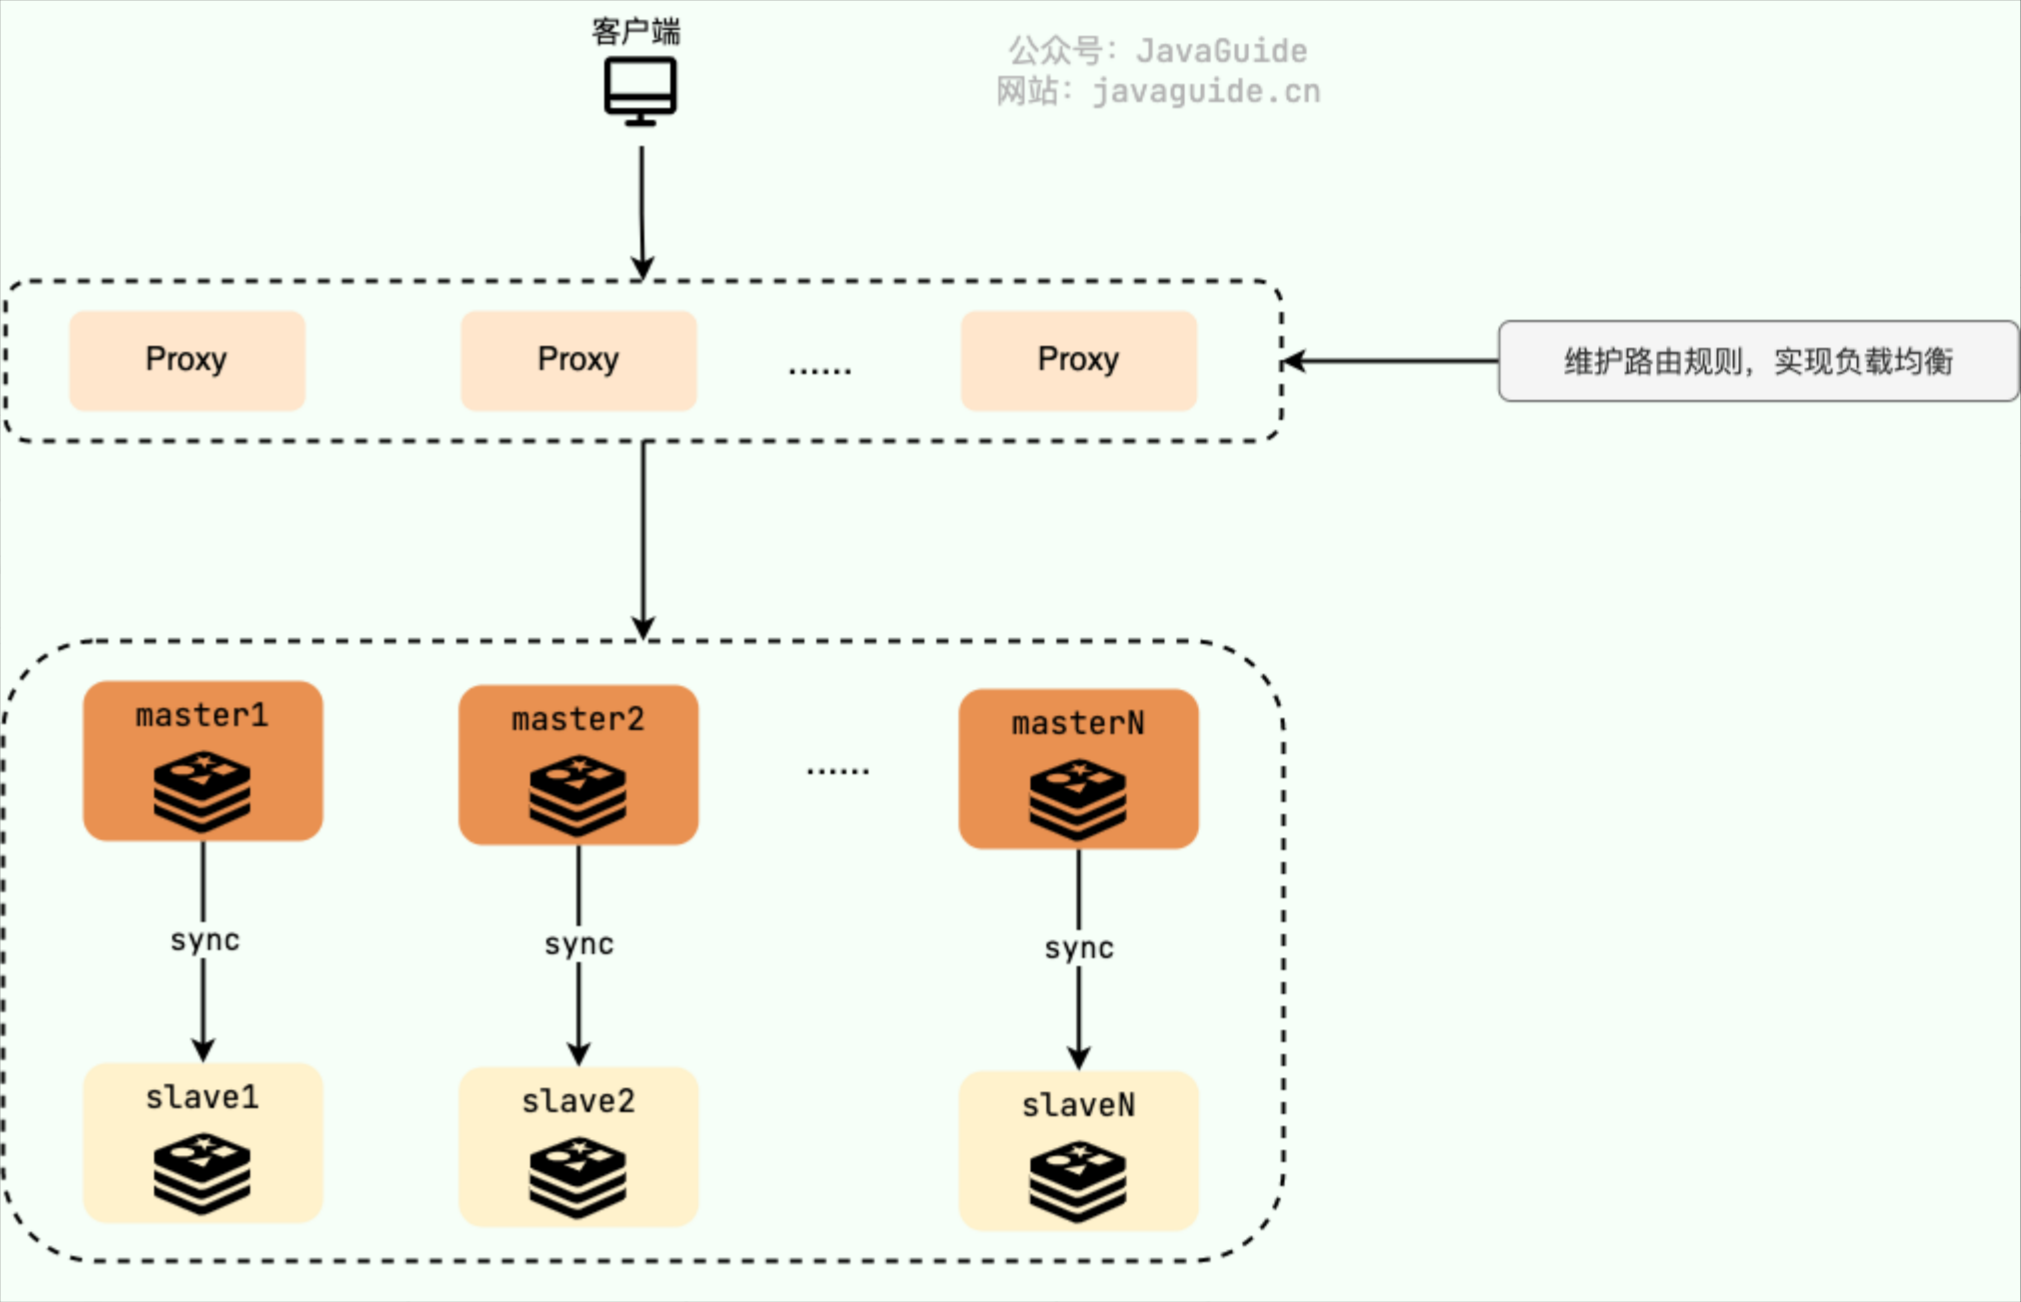 客户端
公众号：JavaGuide
网站：javaguide.cn
Proxy
Proxy
......
Proxy
维护路由规则，实现负载均衡
master1
master2
......
masterN
sync
sync
sync
slave1
slave2
slaveN